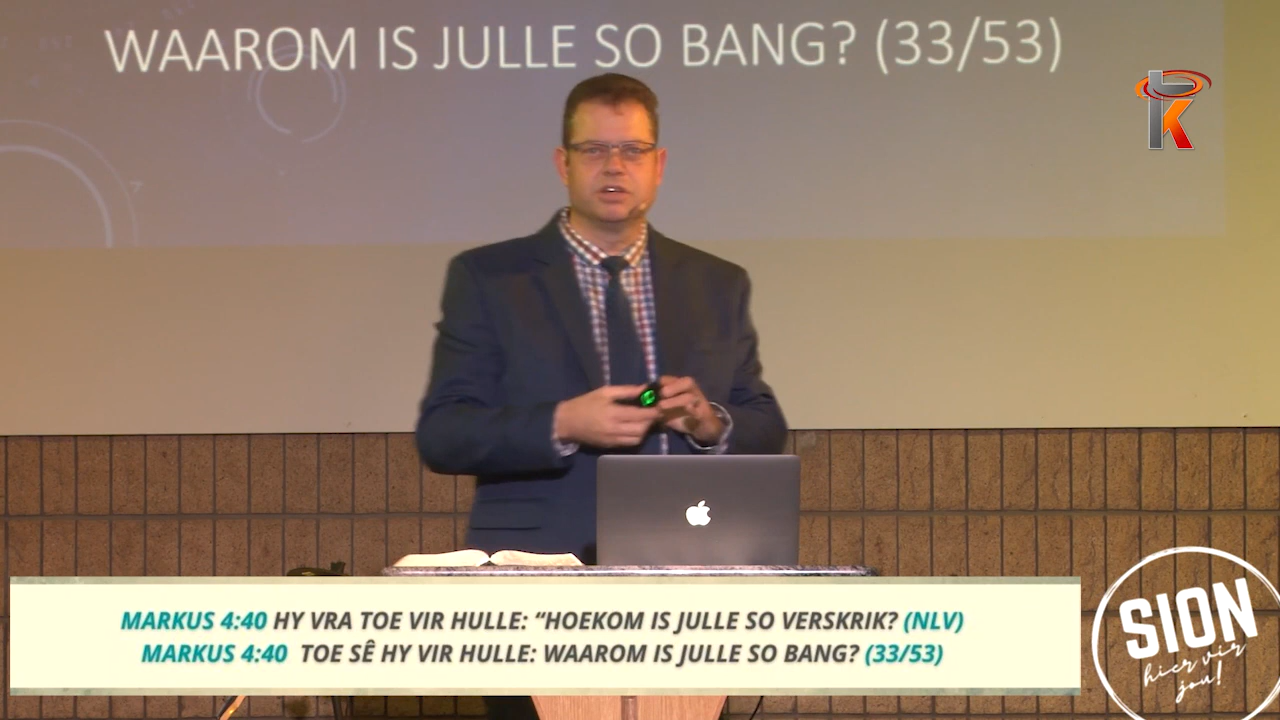 WAAROM IS JULLE SO BANG? (33/53)
tk
MARKUS 4:40 HY VRA TOE VIR HULLE: “HOEKOM IS JULLE SO VERSKRIK? (NLV)
MARKUS 4:40 TOE SÊ HY VIR HULLE: WAAROM IS JULLE SO BANG? (33/53)
SION
hier vir
jou!